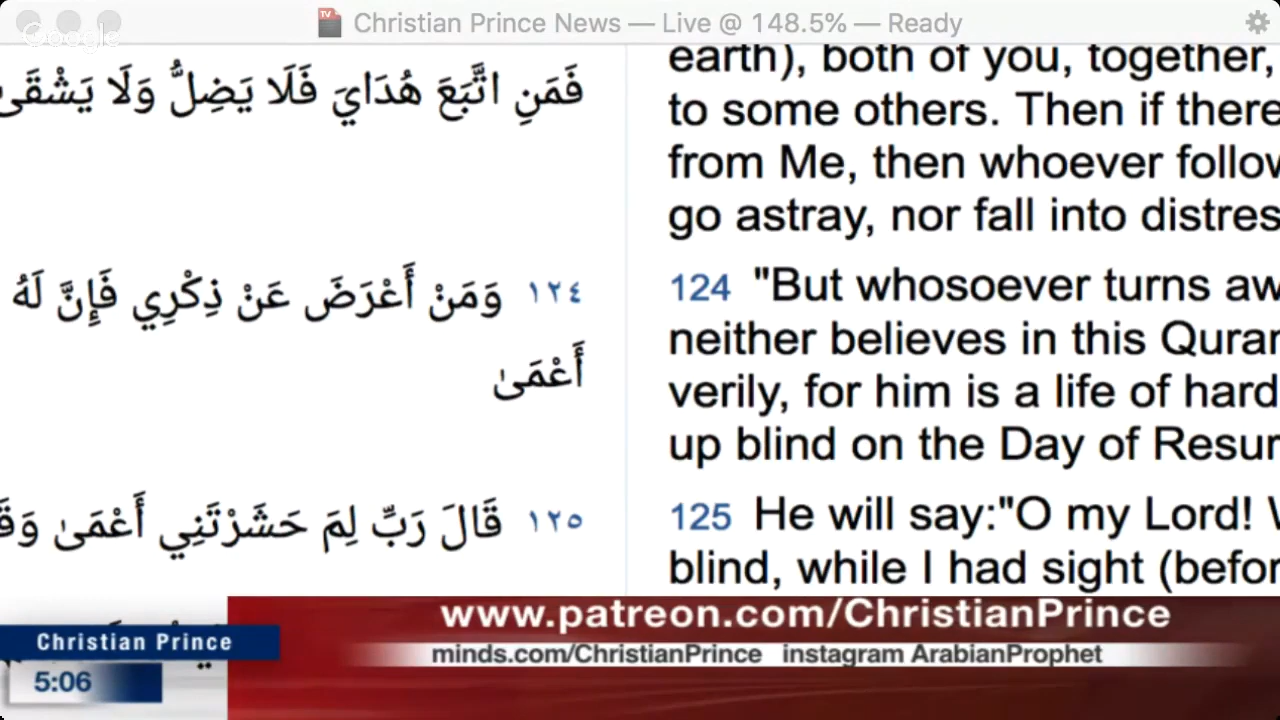 Google
Christian Prince News — Live @ 148.5% — Ready
فَمَنِ اتَّبَعَ هُدَايَ فَلَا يَضِلُّ وَلَا يَشْقَى
earth), both of you, together,
to some others. Then if there
from Me, then whoever follow
go astray, nor fall into distres
١٢٤ وَمَنْ أَعْرَضَ عَنْ ذِكْرِي فَإِنَّ لَهُ
أَعْمَىٰ
124 "But whosoever turns aw
neither believes in this Quran
verily, for him is a life of hard
up blind on the Day of Resur
١٢٥ قَالَ رَبِّ لِمَ حَشَرْتَنِي أَعْمَىٰ
125 He will say:"O my Lord!
blind, while I had sight (befor
www.patreon.com/ChristianPrince
Christian Prince
minds.com/ChristianPrince instagram ArabianProphet
5:06